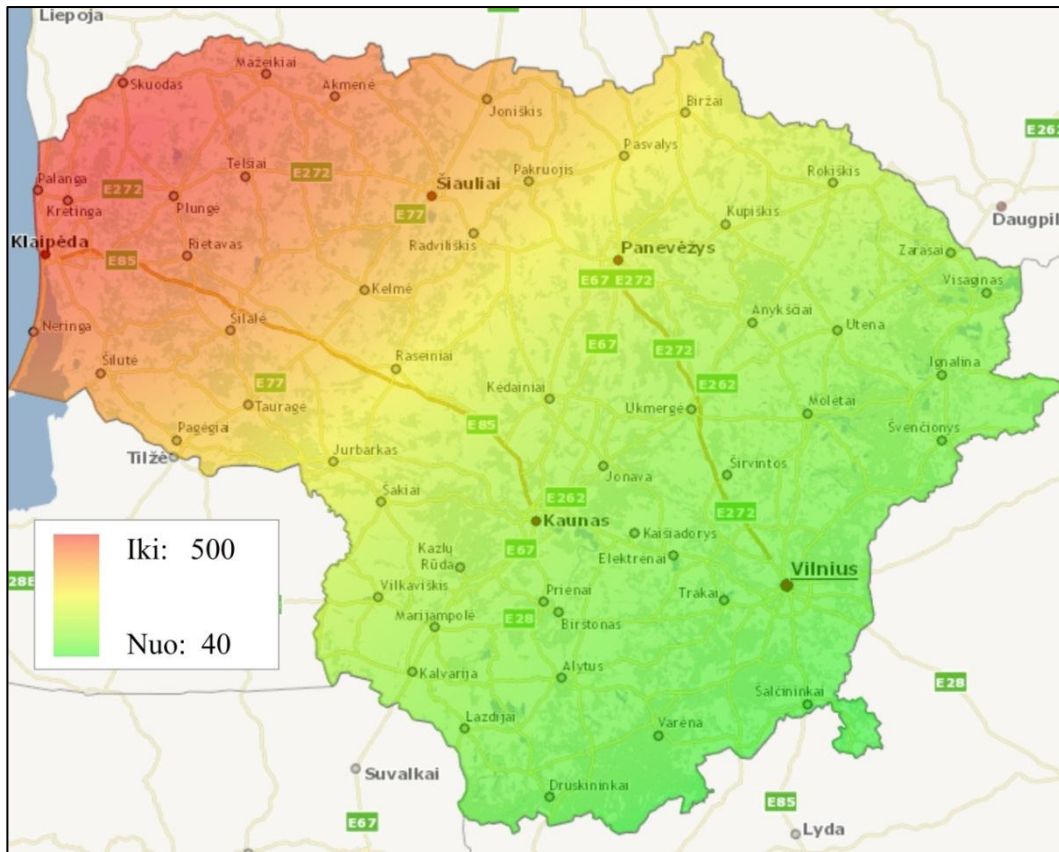 Liepoja
Mažeikiai
Skuodas
Akmenė
Joniškis
Biržai
E262
Pasvalys
Palanga
E272
Telšiai
E272
Šiauliai
Pakruojis
Rokiškis
Kretinga
Plungė
E77
Kupiškis
Daugpil
Klaipėda
Rietavas
Radviliškis
Panevėžys
Zarasai
E85
E67 E272
Visaginas
Kelmė
Neringa
Šilalė
Anykščiai
Utena
E67
E272
Šilutė
Raseiniai
Ignalina
E77
Kėdainiai
E262
Tauragė
Ukmergė
Molėtai
Pagėgiai
E85
Švenčionys
Tilžė
Jurbarkas
Jonava
Širvintos
Šakiai
E262
E272
Kaunas
Kaišiadorys
Iki: 500
Kazlų
Rūda
E67
Elektrėnai
Vilnius
28E
Vilkaviškis
Prienai
Trakai
Marijampolė
E28
Birštonas
Nuo: 40
Kalvarija
Alytus
E28
Šalčininkai
Lazdijai
Varėna
Suvalkai
Druskininkai
E67
E85
Lyda